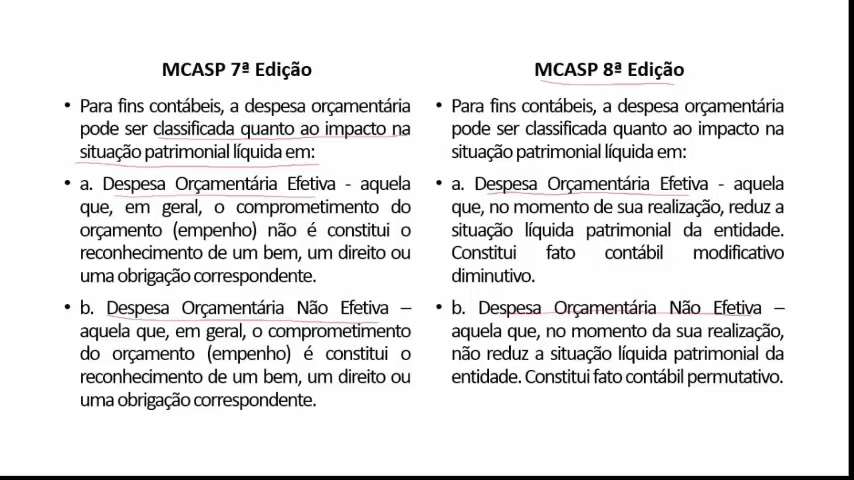 MCASP 7ª Edição
• Para fins contábeis, a despesa orçamentária
pode ser classificada quanto ao impacto na
situação patrimonial líquida em:
• a. Despesa Orçamentária Efetiva - aquela
que, em geral, o comprometimento do
orçamento (empenho) não é constitui o
reconhecimento de um bem, um direito ou
uma obrigação correspondente.
• b. Despesa Orçamentária Não Efetiva –
aquela que, em geral, o comprometimento
do orçamento (empenho) é constitui o
reconhecimento de um bem, um direito ou
uma obrigação correspondente.
MCASP 8ª Edição
• Para fins contábeis, a despesa orçamentária
pode ser classificada quanto ao impacto na
situação patrimonial líquida em:
• a. Despesa Orçamentária Efetiva - aquela
que, no momento de sua realização, reduz a
situação líquida patrimonial da entidade.
Constitui fato contábil modificativo
diminutivo.
• b. Despesa Orçamentária Não Efetiva –
aquela que, no momento da sua realização,
não reduz a situação líquida patrimonial da
entidade. Constitui fato contábil permutativo.